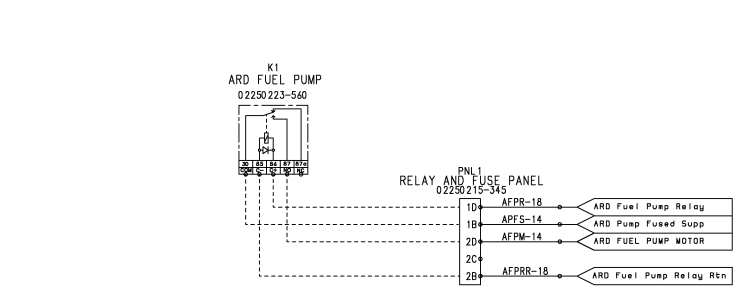 K1
ARD FUEL PUMP
02250223-560
30 85 86 87 87a
COM C- C+ NO NC
PNL1
RELAY AND FUSE PANEL
02250215-345
1D AFPR-18 ARD Fuel Pump Relay
1B APFS-14 ARD Pump Fused Supp
2D AFPM-14 ARD FUEL PUMP MOTOR
2C
2B AFPRR-18 ARD Fuel Pump Relay Rtn